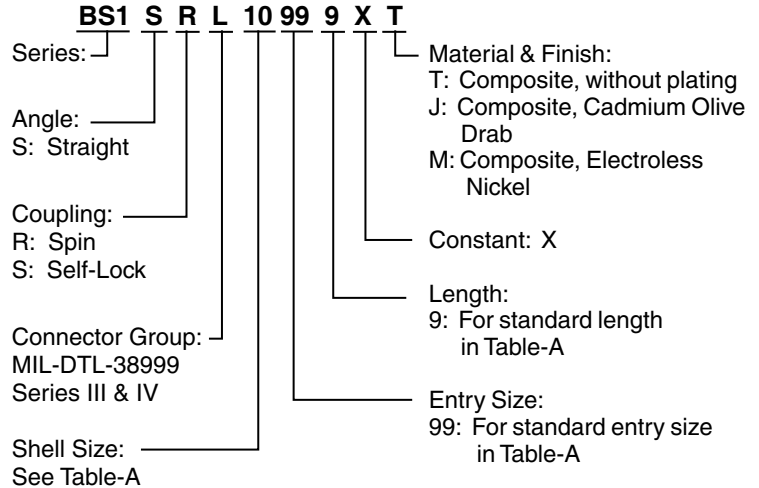 BS1 S R L 10 99 9 X T
Series:
Angle:
S: Straight
Coupling:
R: Spin
S: Self-Lock
Connector Group:
MIL-DTL-38999
Series III & IV
Shell Size:
See Table-A
Material & Finish:
T: Composite, without plating
J: Composite, Cadmium Olive
Drab
M: Composite, Electroless
Nickel
Constant: X
Length:
9: For standard length
in Table-A
Entry Size:
99: For standard entry size
in Table-A